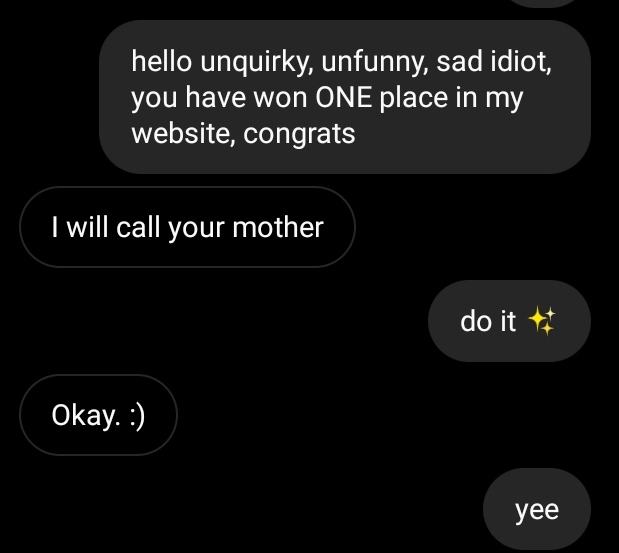 hello unquirky, unfunny, sad idiot,
you have won ONE place in my
website, congrats
I will call your mother
do it ✨
Okay. :)
yee